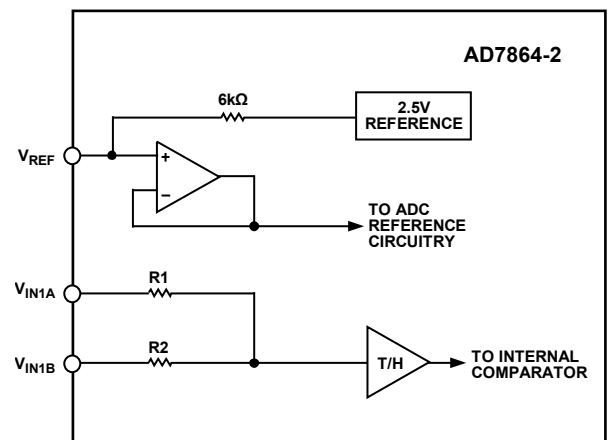 AD7864-2
6kΩ
2.5V
REFERENCE
VREF
+
–
TO ADC
REFERENCE
CIRCUITRY
VIN1A
R1
VIN1B
R2
T/H
TO INTERNAL
COMPARATOR